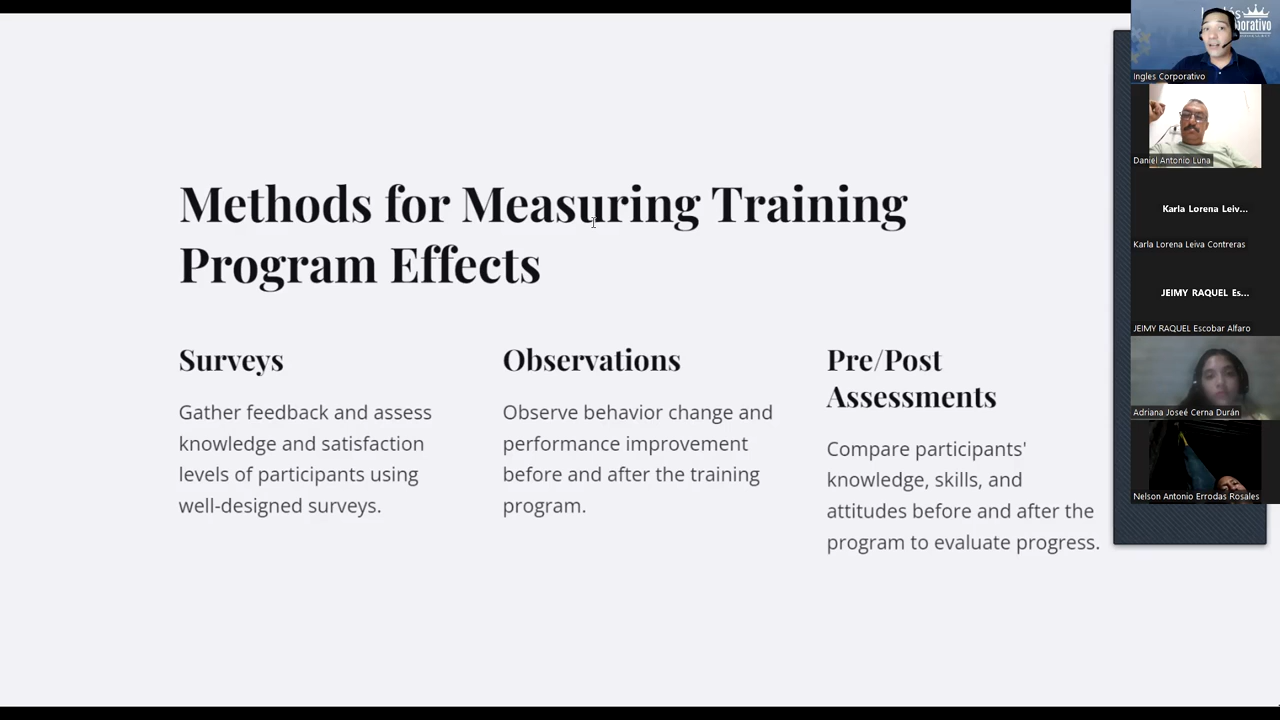 Methods for Measuring Training
Program Effects
Surveys
Gather feedback and assess
knowledge and satisfaction
levels of participants using
well-designed surveys.
Observations
Observe behavior change and
performance improvement
before and after the training
program.
Pre/Post
Assessments
Compare participants'
knowledge, skills, and
attitudes before and after the
program to evaluate progress.
Ingles Corporativo
Daniel Antonio Luna
Karla Lorena Leiv...
Karla Lorena Leiva Contreras
JEIMY RAQUEL Es...
JEIMY RAQUEL Escobar Alfaro
Adriana Joseé Cerna Durán
Nelson Antonio Errodas Rosales